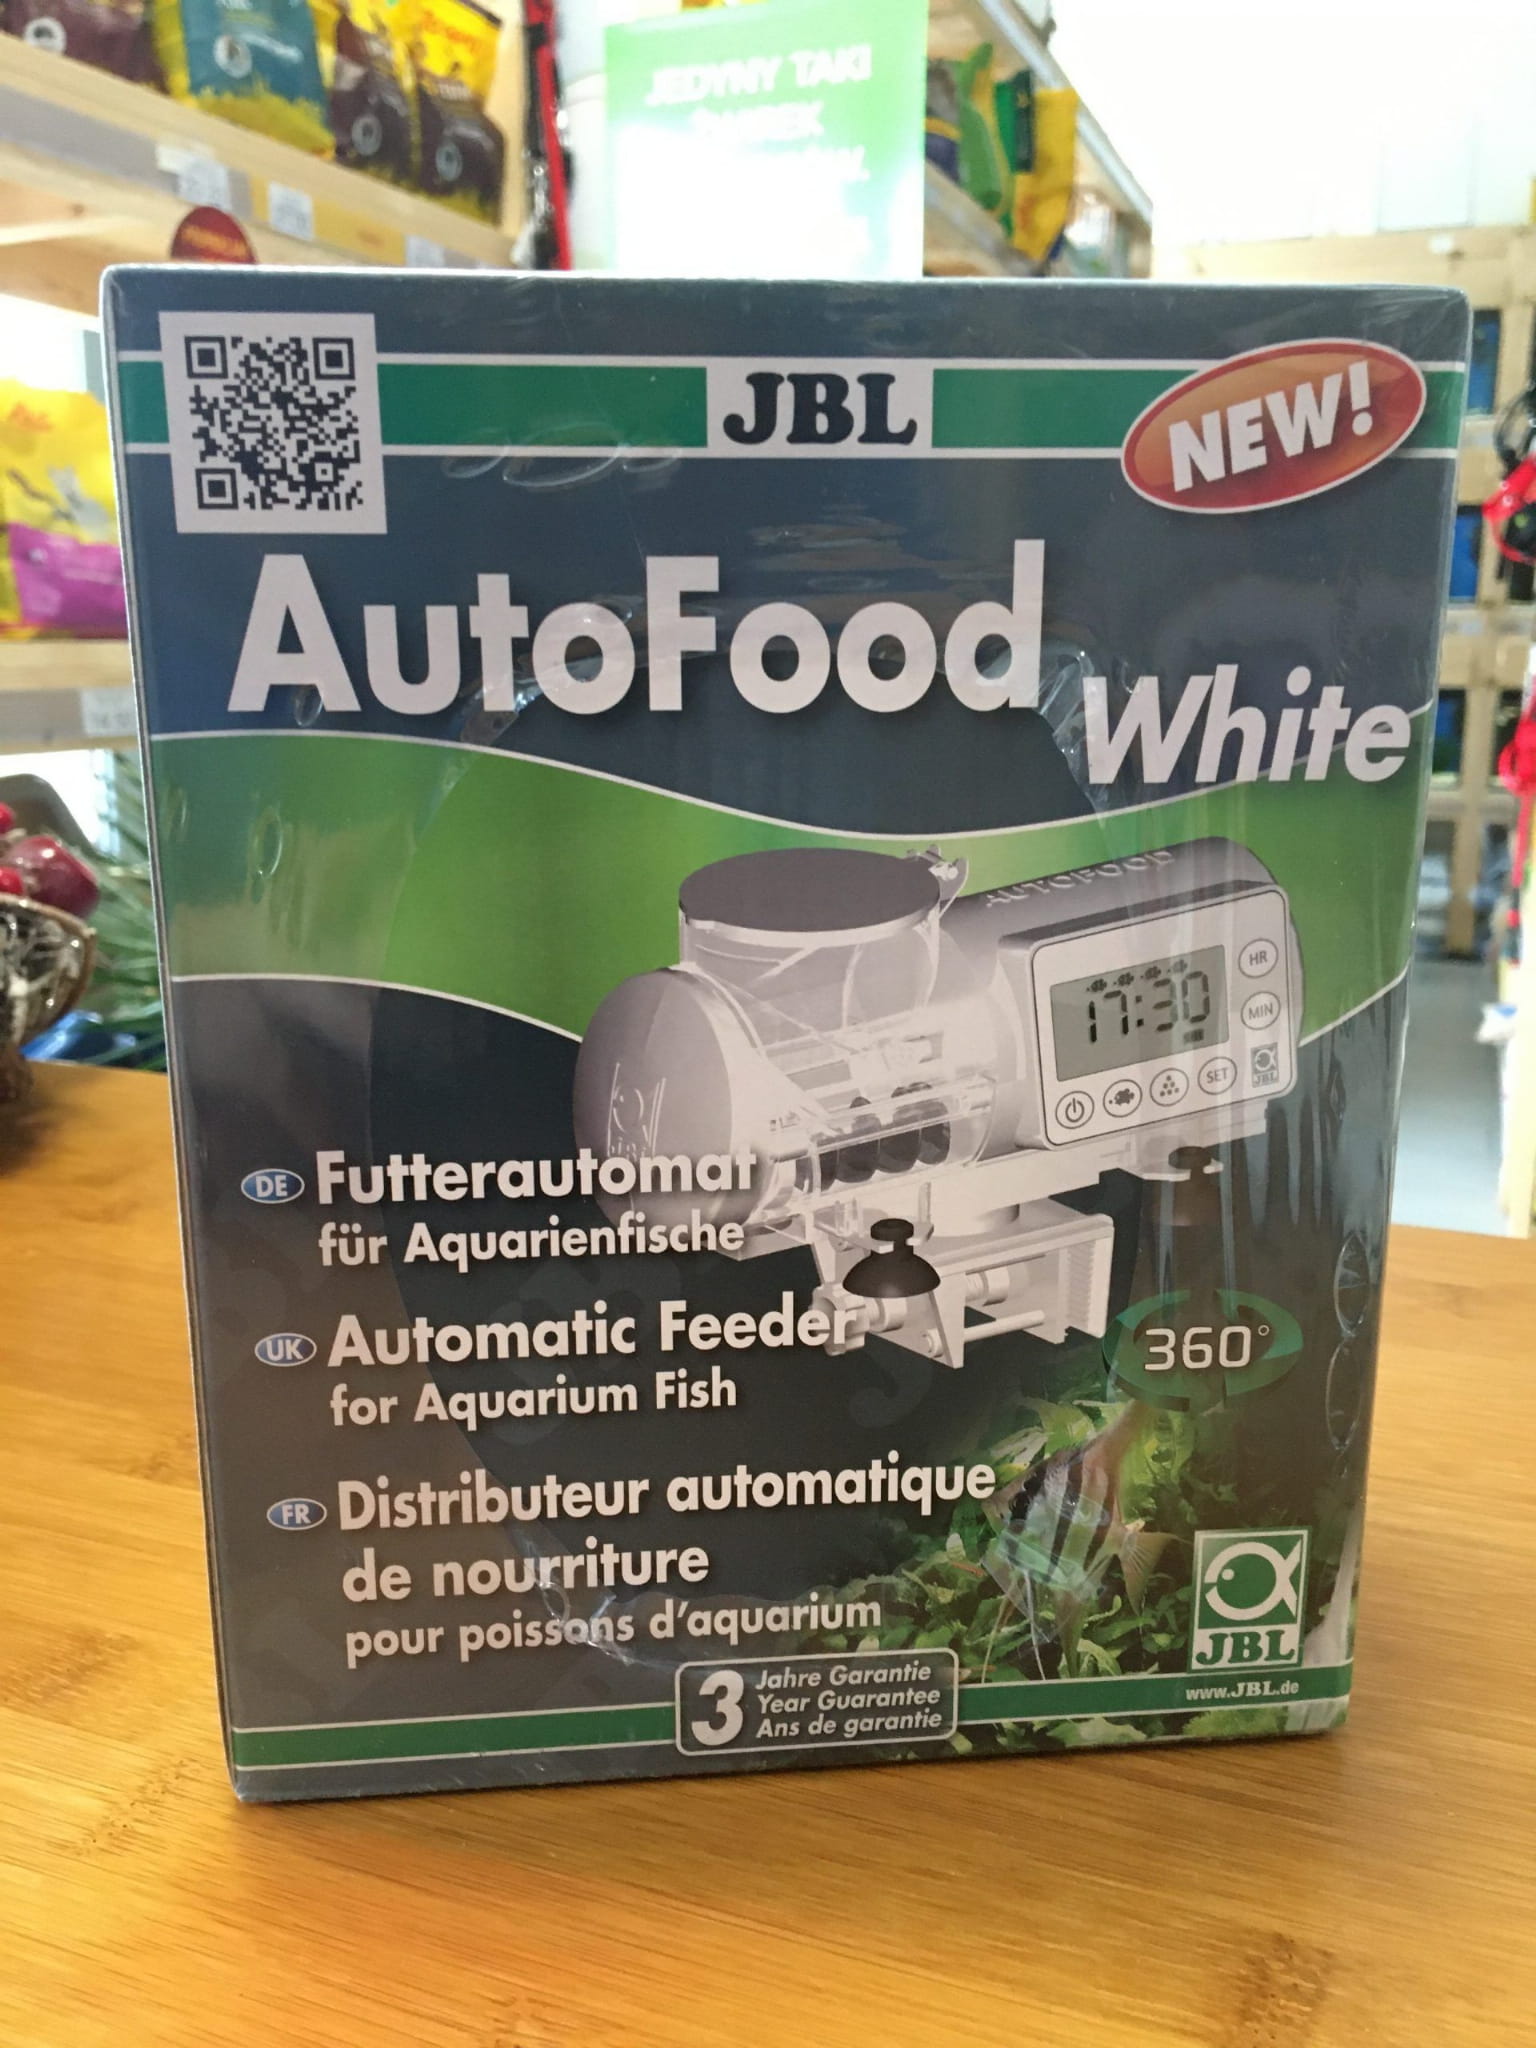 JEDYNY TAKI
JBL
NEW!
AutoFood
White
AUTOFOOD
17:30
HR
MIN
SET
JBL
DE Futterautomat
für Aquarienfische
UK Automatic Feeder
for Aquarium Fish
360°
FR Distributeur automatique
de nourriture
pour poissons d'aquarium
JBL
www.JBL.de
3 Jahre Garantie
Year Guarantee
Ans de garantie